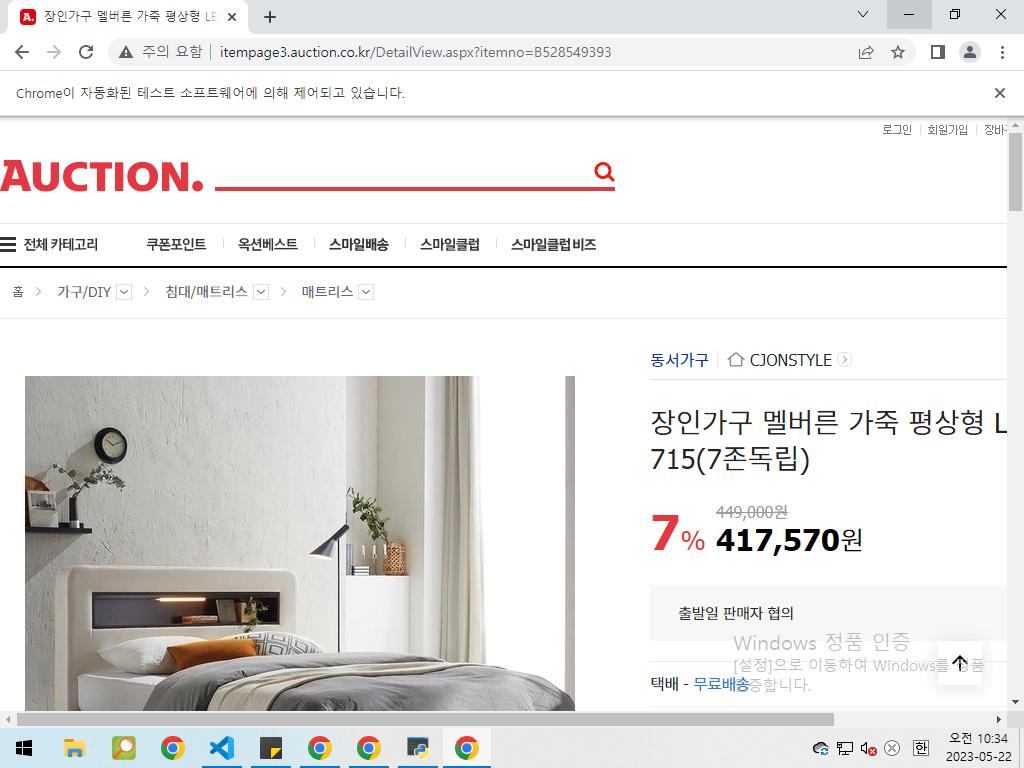 장인가구 멜버른 가죽 평상형 LE
주의 요함
itempage3.auction.co.kr/DetailView.aspx?itemno=B528549393
Chrome이 자동화된 테스트 소프트웨어에 의해 제어되고 있습니다.
로그인 회원가입 장바
AUCTION.
전체 카테고리 쿠폰포인트 옥션베스트 스마일배송 스마일클럽 스마일클럽 비즈
홈 가구/DIY 침대/매트리스 매트리스
동서가구 CJONSTYLE
장인가구 멜버른 가죽 평상형 L
715(7존독립)
449,000원
7% 417,570원
출발일 판매자 협의
Windows 정품 인증
[설정]으로 이동하여 Windows를 정품
인증합니다.
택배 - 무료배송
한
오전 10:34
2023-05-22